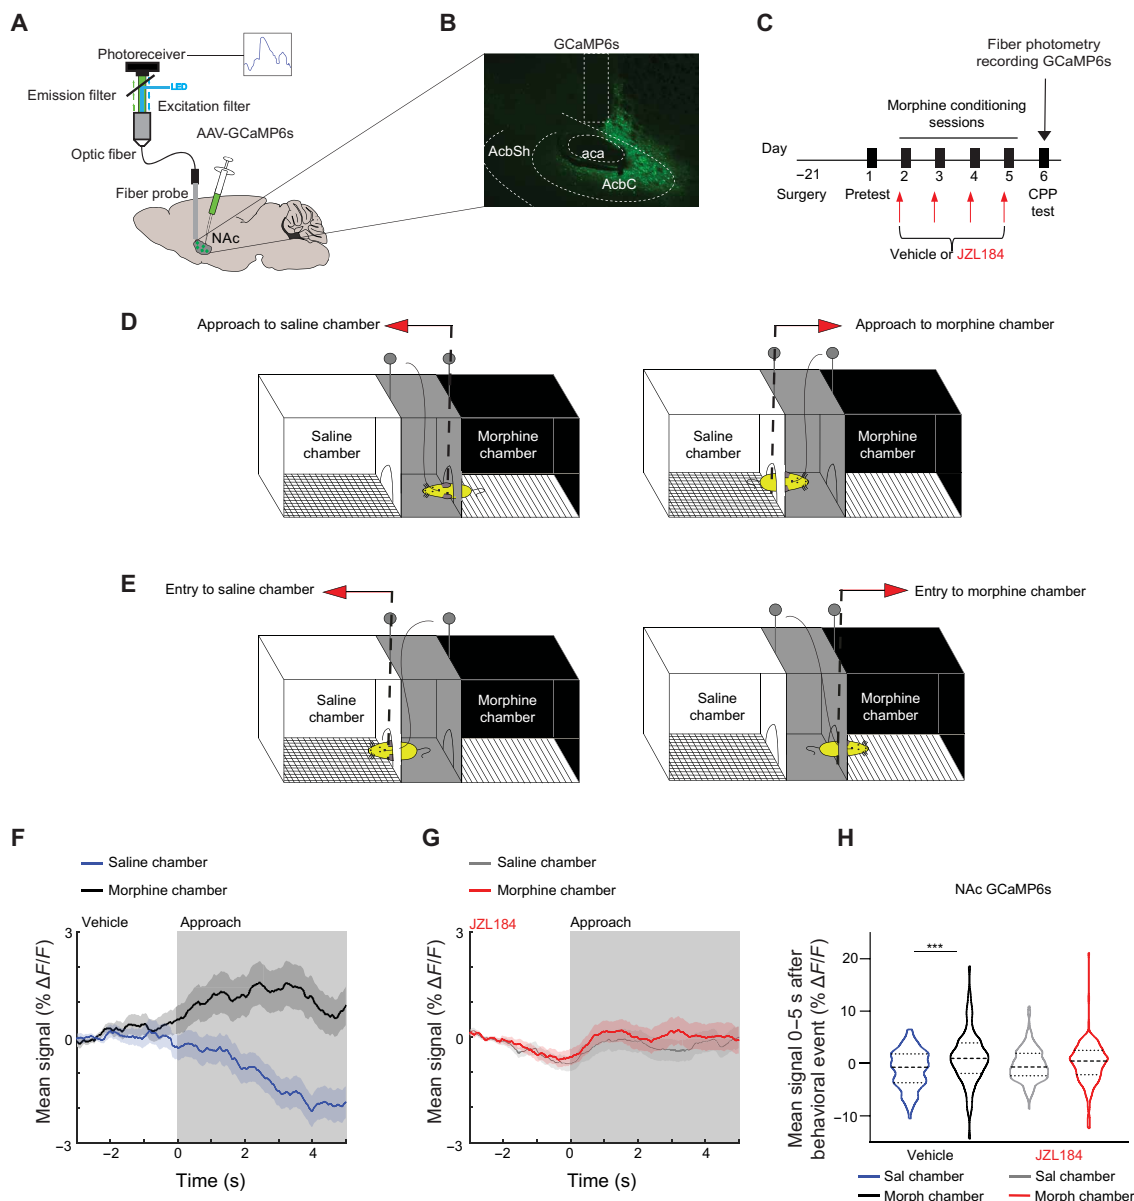 A
Photoreceiver
LED
Emission filter
Excitation filter
AAV-GCaMP6s
Optic fiber
Fiber probe
NAc
B
GCaMP6s
AcbSh
aca
AcbC
C
Fiber photometry
recording GCaMP6s
Morphine conditioning
sessions
Day
−21
1
2
3
4
5
6
Surgery
Pretest
CPP
test
Vehicle or JZL184
D
Approach to saline chamber
Approach to morphine chamber
Saline
chamber
Morphine
chamber
Saline
chamber
Morphine
chamber
E
Entry to saline chamber
Entry to morphine chamber
Saline
chamber
Morphine
chamber
Saline
chamber
Morphine
chamber
F
Saline chamber
Morphine chamber
Vehicle
Approach
3
0
−3
−2
0
2
4
Mean signal (% ΔF/F)
Time (s)
G
Saline chamber
Morphine chamber
JZL184
Approach
3
0
−3
−2
0
2
4
Mean signal (% ΔF/F)
Time (s)
H
NAc GCaMP6s
***
20
10
0
−10
Mean signal 0−5 s after
behavioral event (% ΔF/F)
Vehicle
JZL184
Sal chamber
Sal chamber
Morph chamber
Morph chamber